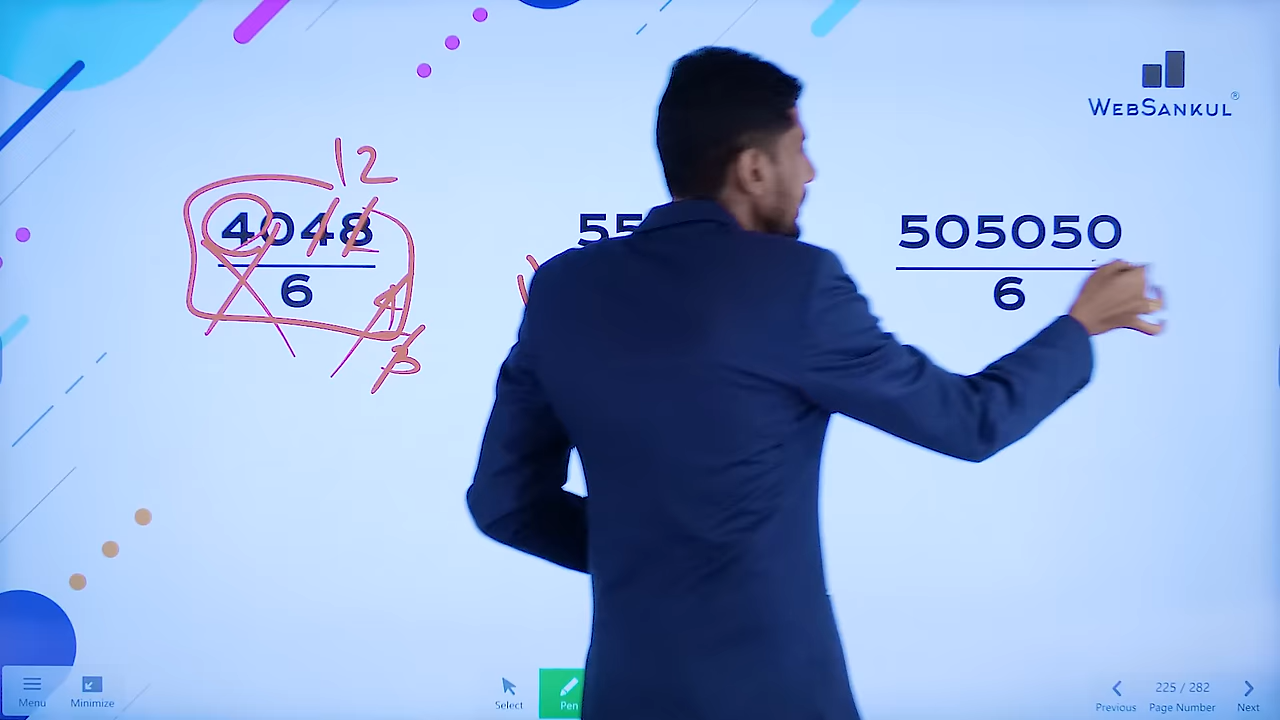 WEBSANKUL®
12
4048
6
55
505050
6
Menu
Minimize
Select
Pen
Previous
225 / 282
Page Number
Next